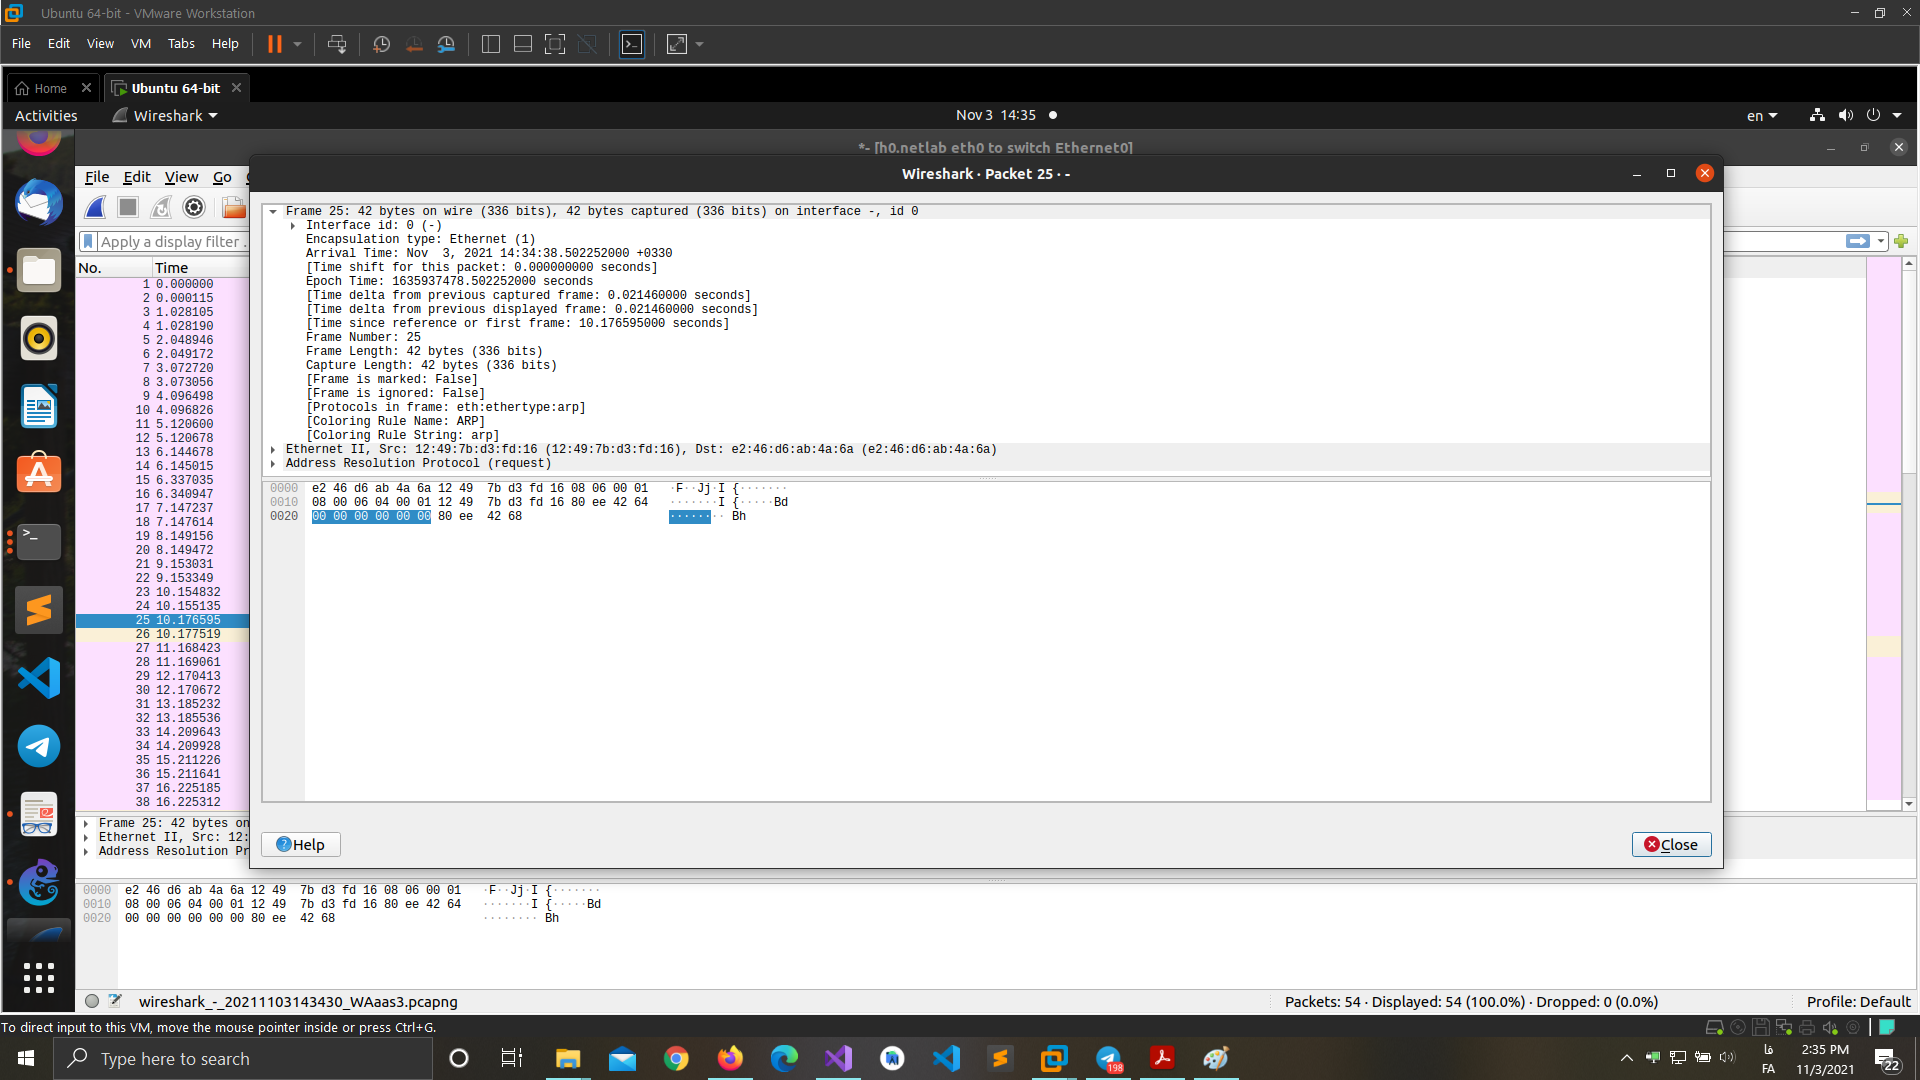 Ubuntu 64-bit - VMware Workstation
File Edit View VM Tabs Help
Home
Ubuntu 64-bit
Activities
Wireshark
Nov 3 14:35
en
*- [h0.netlab eth0 to switch Ethernet0]
File Edit View Go
Wireshark · Packet 25 · -
Apply a display filter
No. Time
1 0.000000
2 0.000115
3 1.028105
4 1.028190
5 2.048946
6 2.049172
7 3.072720
8 3.073056
9 4.096498
10 4.096826
11 5.120600
12 5.120678
13 6.144678
14 6.145015
15 6.337035
16 6.340947
17 7.147237
18 7.147614
19 8.149156
20 8.149472
21 9.153031
22 9.153349
23 10.154832
24 10.155135
25 10.176595
26 10.177519
27 11.168423
28 11.169061
29 12.170413
30 12.170672
31 13.185232
32 13.185536
33 14.209643
34 14.209928
35 15.211226
36 15.211641
37 16.225185
38 16.225312
Frame 25: 42 bytes on wire (336 bits), 42 bytes captured (336 bits) on interface -, id 0
Interface id: 0 (-)
Encapsulation type: Ethernet (1)
Arrival Time: Nov  3, 2021 14:34:38.502252000 +0330
[Time shift for this packet: 0.000000000 seconds]
Epoch Time: 1635937478.502252000 seconds
[Time delta from previous captured frame: 0.021460000 seconds]
[Time delta from previous displayed frame: 0.021460000 seconds]
[Time since reference or first frame: 10.176595000 seconds]
Frame Number: 25
Frame Length: 42 bytes (336 bits)
Capture Length: 42 bytes (336 bits)
[Frame is marked: False]
[Frame is ignored: False]
[Protocols in frame: eth:ethertype:arp]
[Coloring Rule Name: ARP]
[Coloring Rule String: arp]
Ethernet II, Src: 12:49:7b:d3:fd:16 (12:49:7b:d3:fd:16), Dst: e2:46:d6:ab:4a:6a (e2:46:d6:ab:4a:6a)
Address Resolution Protocol (request)
0000 e2 46 d6 ab 4a 6a 12 49 7b d3 fd 16 08 06 00 01 ·F··Jj·I {·······
0010 08 00 06 04 00 01 12 49 7b d3 fd 16 80 ee 42 64 ·······I {·····Bd
0020 00 00 00 00 00 00 80 ee 42 68 ········ Bh
Help
Close
Frame 25: 42 bytes on
Ethernet II, Src: 12:
Address Resolution Pr
0000 e2 46 d6 ab 4a 6a 12 49 7b d3 fd 16 08 06 00 01 ·F··Jj·I {·······
0010 08 00 06 04 00 01 12 49 7b d3 fd 16 80 ee 42 64 ·······I {·····Bd
0020 00 00 00 00 00 00 80 ee 42 68 ········ Bh
wireshark_-_20211103143430_WAaas3.pcapng
Packets: 54 · Displayed: 54 (100.0%) · Dropped: 0 (0.0%)
Profile: Default
To direct input to this VM, move the mouse pointer inside or press Ctrl+G.
Type here to search
198
فا
FA
2:35 PM
11/3/2021
22